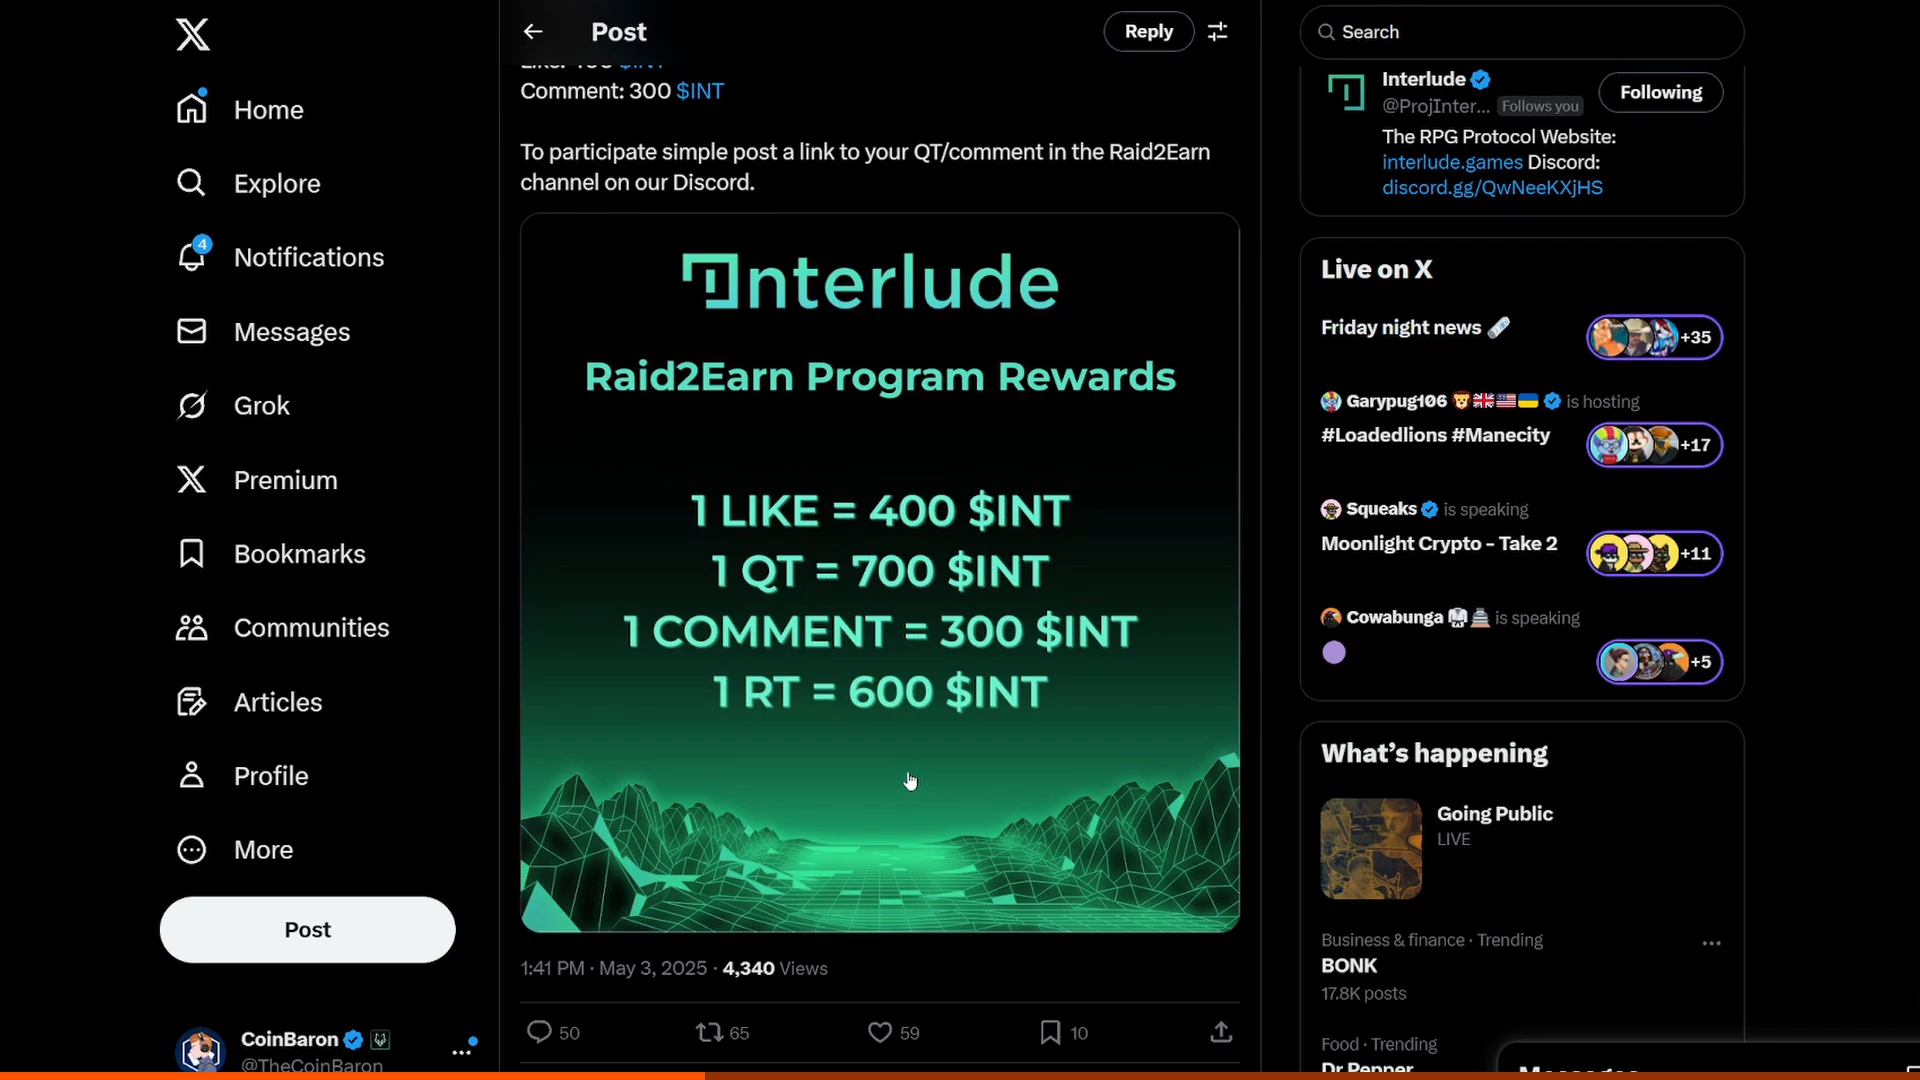 Home
Explore
4
Notifications
Messages
Grok
Premium
Bookmarks
Communities
Articles
Profile
More
Post
CoinBaron
@TheCoinBaron
Post
Reply
Comment: 300 $INT
To participate simple post a link to your QT/comment in the Raid2Earn
channel on our Discord.
Interlude
Raid2Earn Program Rewards
1 LIKE = 400 $INT
1 QT = 700 $INT
1 COMMENT = 300 $INT
1 RT = 600 $INT
1:41 PM · May 3, 2025 · 4,340 Views
50
65
59
10
Search
Interlude
@ProjInter... Follows you
Following
The RPG Protocol Website:
interlude.games Discord:
discord.gg/QwNeeKXjHS
Live on X
Friday night news
+35
Garypug106 is hosting
#Loadedlions #Manecity
+17
Squeaks is speaking
Moonlight Crypto - Take 2
+11
Cowabunga is speaking
+5
What's happening
Going Public
LIVE
Business & finance · Trending
BONK
17.8K posts
Food · Trending
Dr Pepper
Messages